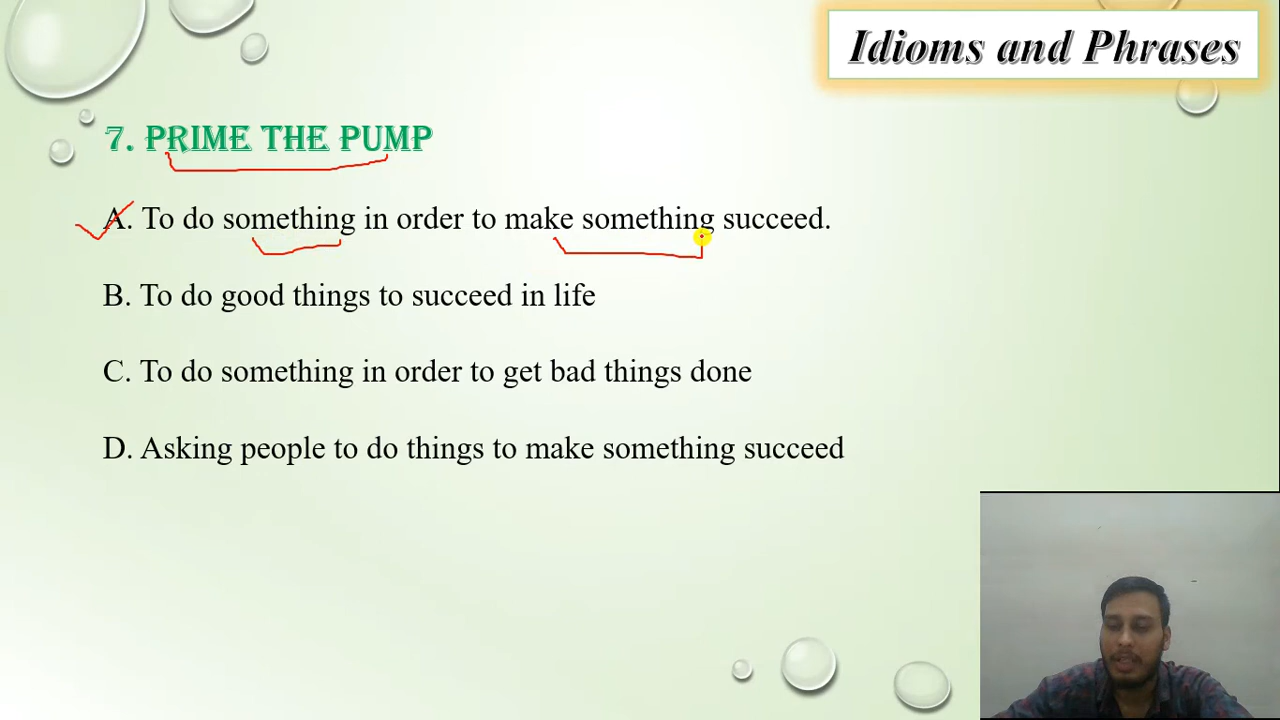 Idioms and Phrases
7. PRIME THE PUMP
A. To do something in order to make something succeed.
B. To do good things to succeed in life
C. To do something in order to get bad things done
D. Asking people to do things to make something succeed